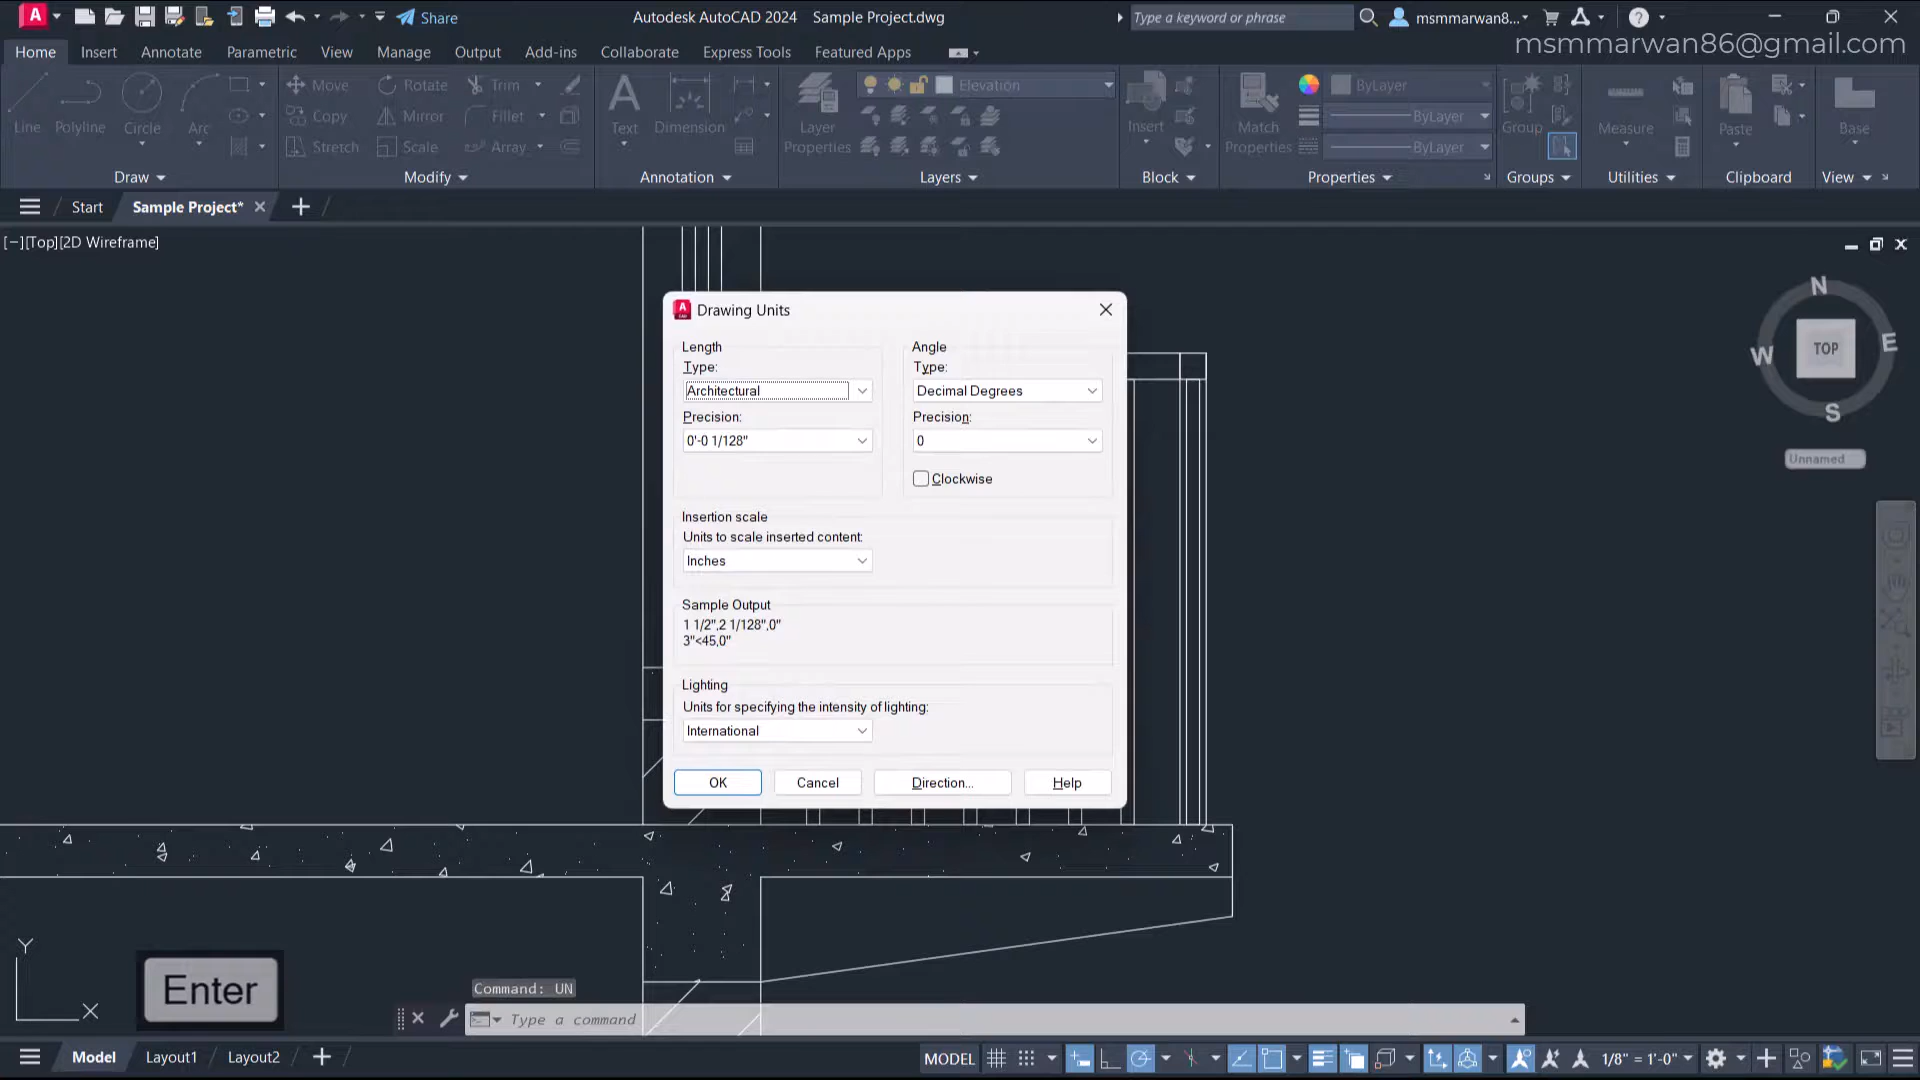 Share
Autodesk AutoCAD 2024 Sample Project.dwg
Type a keyword or phrase
msmmarwan8...
msmmarwan86@gmail.com
Home Insert Annotate Parametric View Manage Output Add-ins Collaborate Express Tools Featured Apps
Line Polyline Circle Arc
Move Rotate Trim
Copy Mirror Fillet
Stretch Scale Array
Text Dimension
Layer Properties
Elevation
Insert
Match Properties
ByLayer
ByLayer
ByLayer
Group
Measure
Paste
Base
Draw Modify Annotation Layers Block Properties Groups Utilities Clipboard View
Start Sample Project*
[−][Top][2D Wireframe]
N
W TOP E
S
Unnamed
Drawing Units
Length
Type:
Architectural
Precision:
0'-0 1/128"
Angle
Type:
Decimal Degrees
Precision:
0
Clockwise
Insertion scale
Units to scale inserted content:
Inches
Sample Output
1 1/2",2 1/128",0"
3"<45,0"
Lighting
Units for specifying the intensity of lighting:
International
OK Cancel Direction... Help
Y
X
Enter
Command: UN
Type a command
Model Layout1 Layout2
MODEL
1/8" = 1'-0"